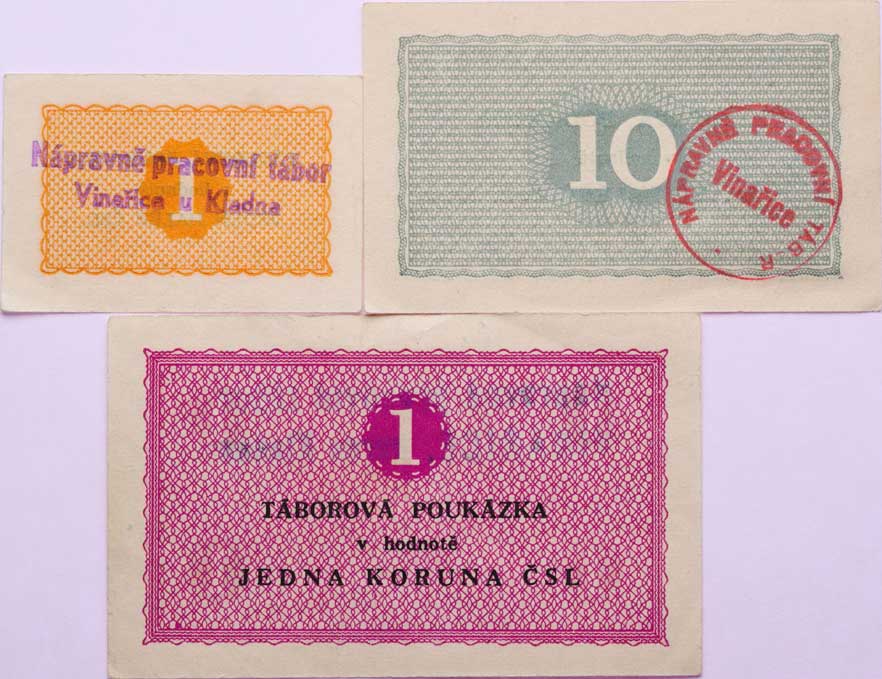 Nápravně pracovní tábor
1
Vinařice u Kladna
10
NÁPRAVNĚ PRACOVNÍ TÁBOR
Vinařice
1
TÁBOROVÁ POUKÁZKA
v hodnotě
JEDNA KORUNA ČSL